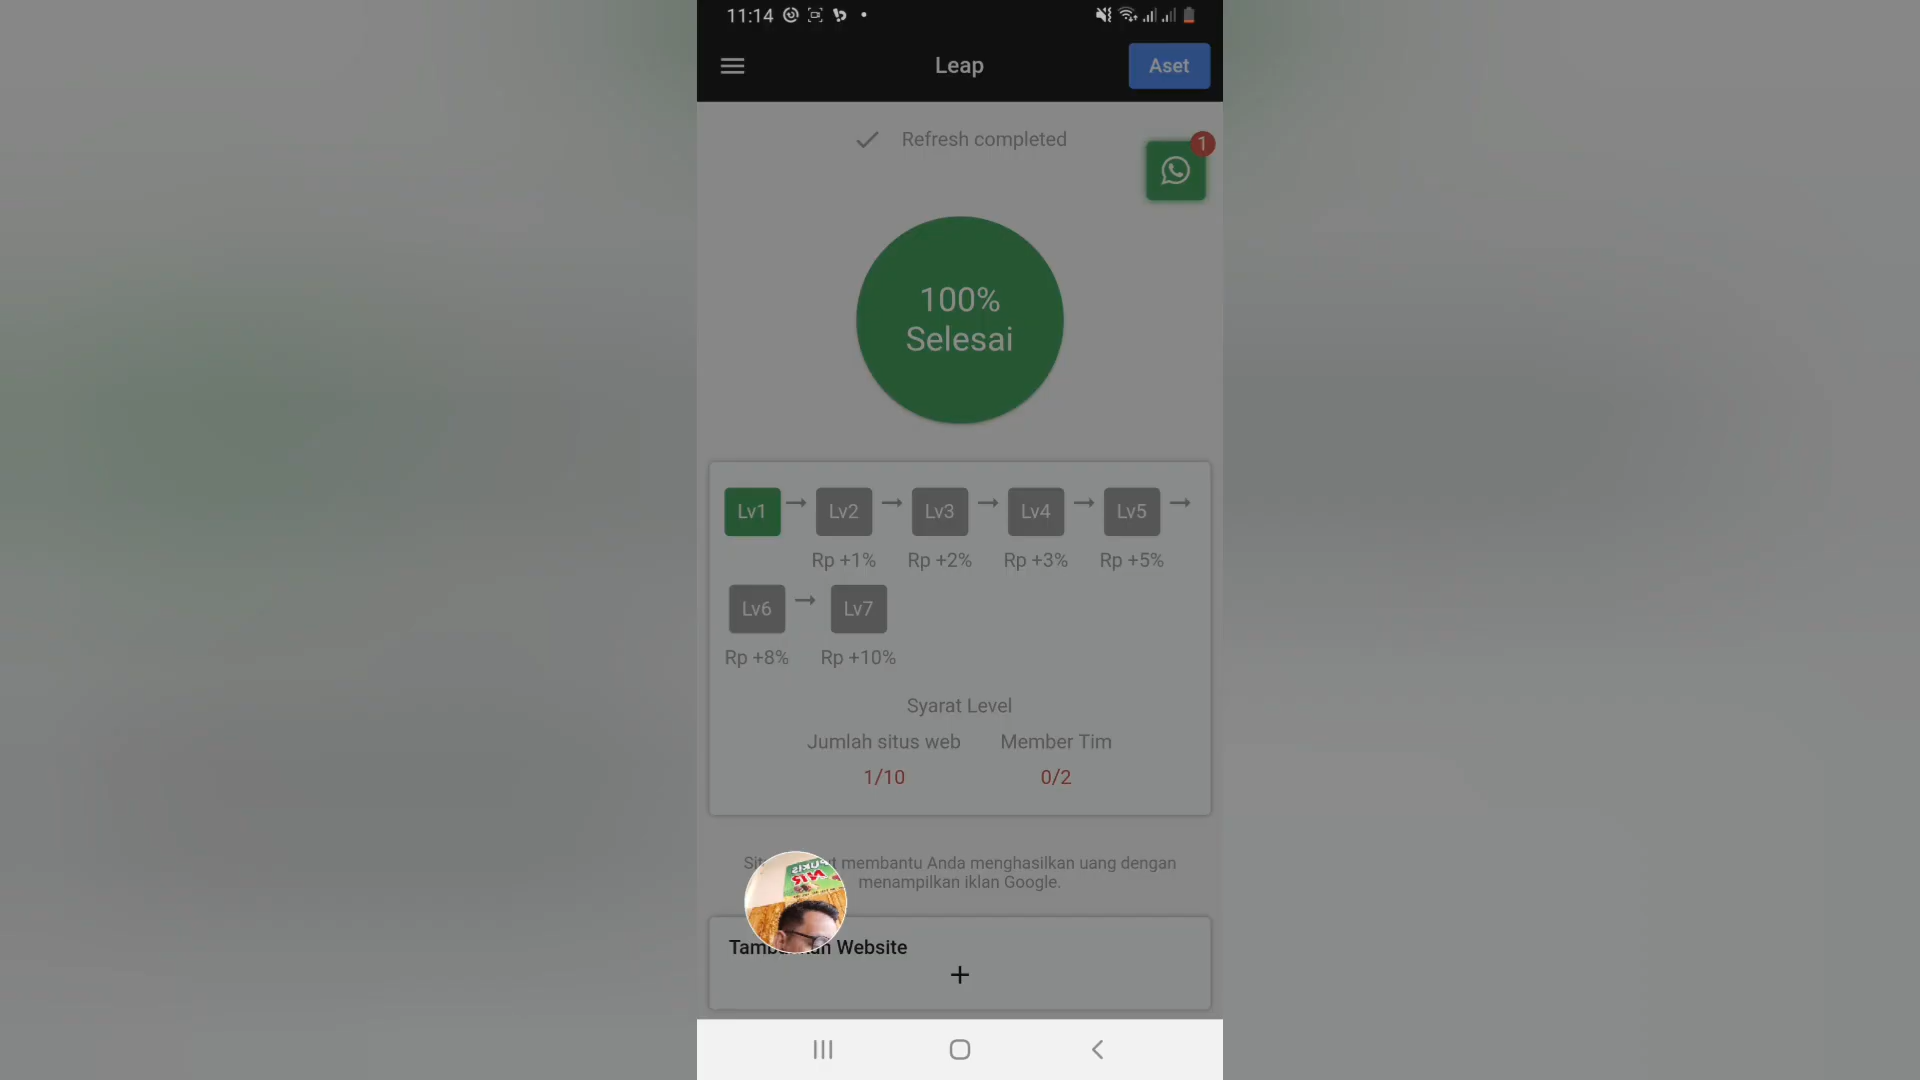 11:14
Leap
Aset
Refresh completed
1
100%
Selesai
Lv1 → Lv2 → Lv3 → Lv4 → Lv5 →
Rp +1% Rp +2% Rp +3% Rp +5%
Lv6 → Lv7
Rp +8% Rp +10%
Syarat Level
Jumlah situs web Member Tim
1/10 0/2
membantu Anda menghasilkan uang dengan
menampilkan iklan Google.
Website
+